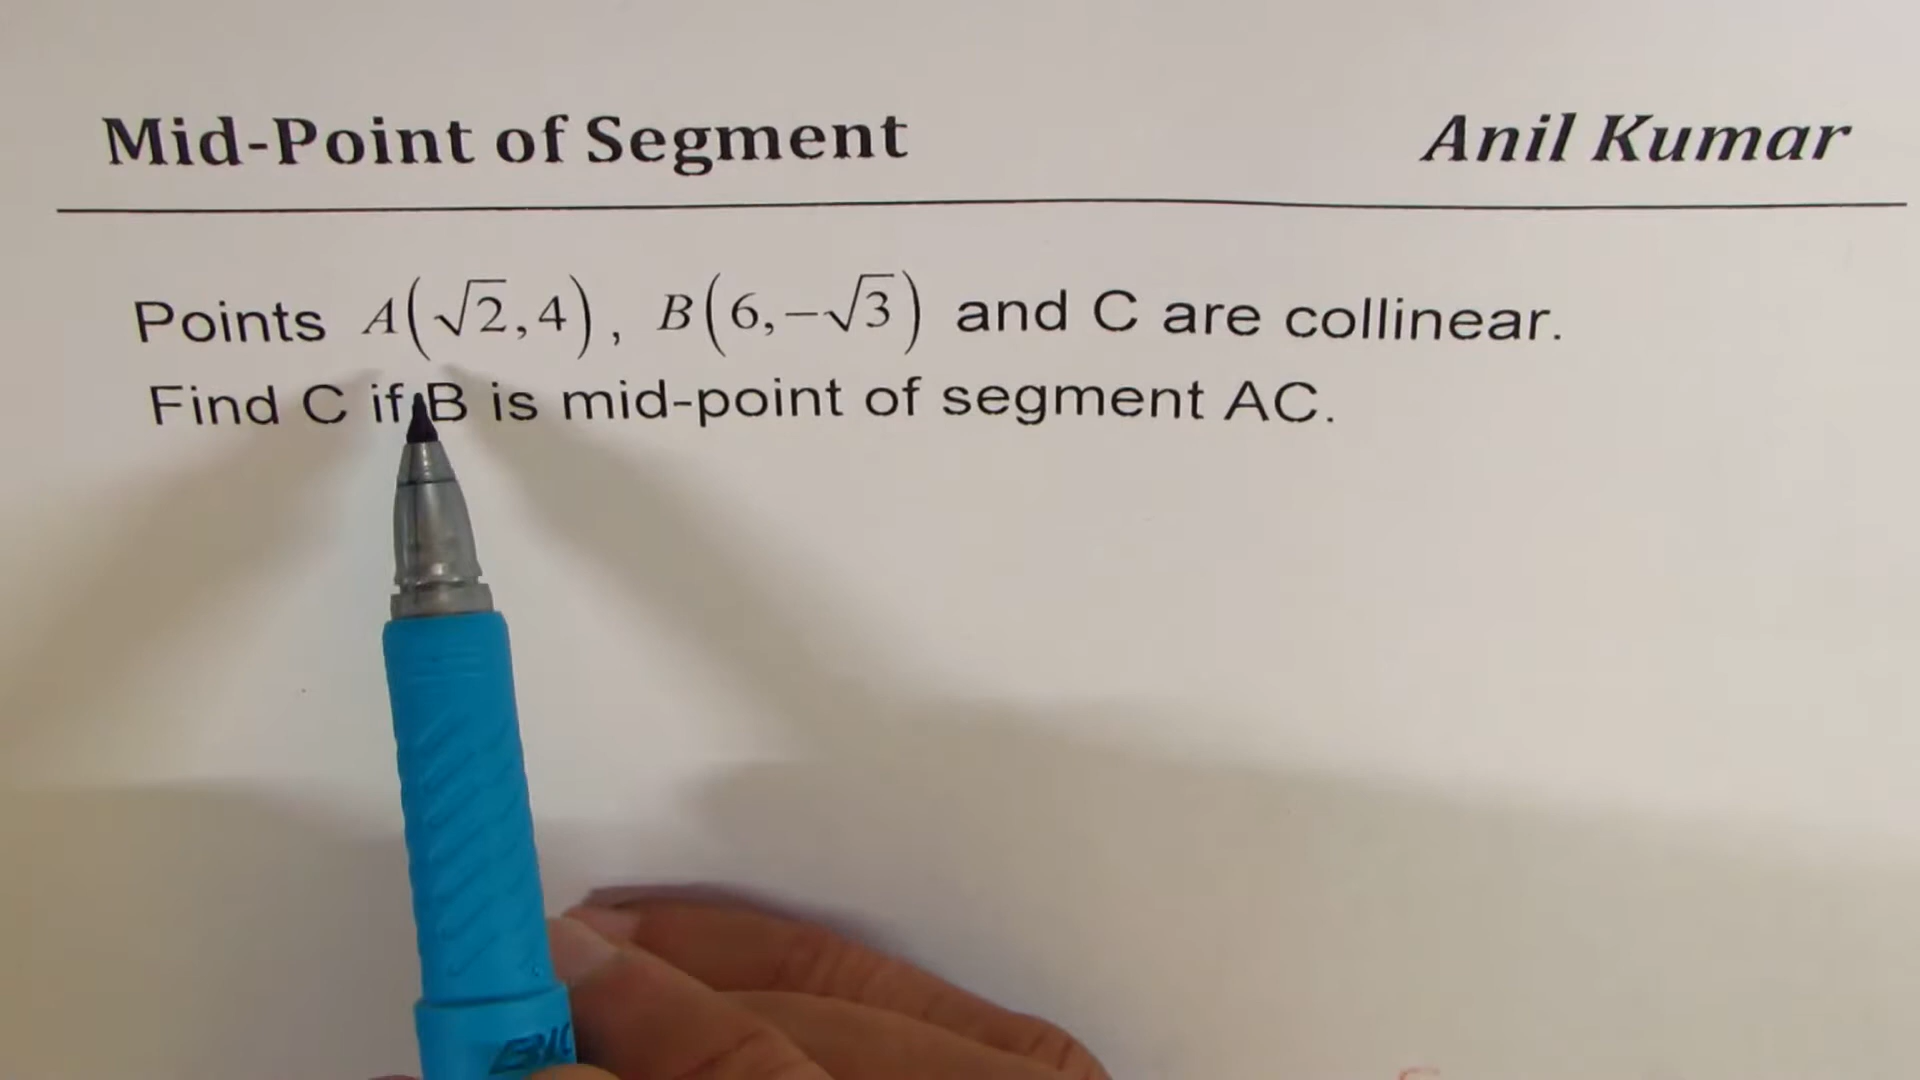 Mid-Point of Segment Anil Kumar
Points A(√2,4), B(6,−√3) and C are collinear.
Find C if B is mid-point of segment AC.
BIC